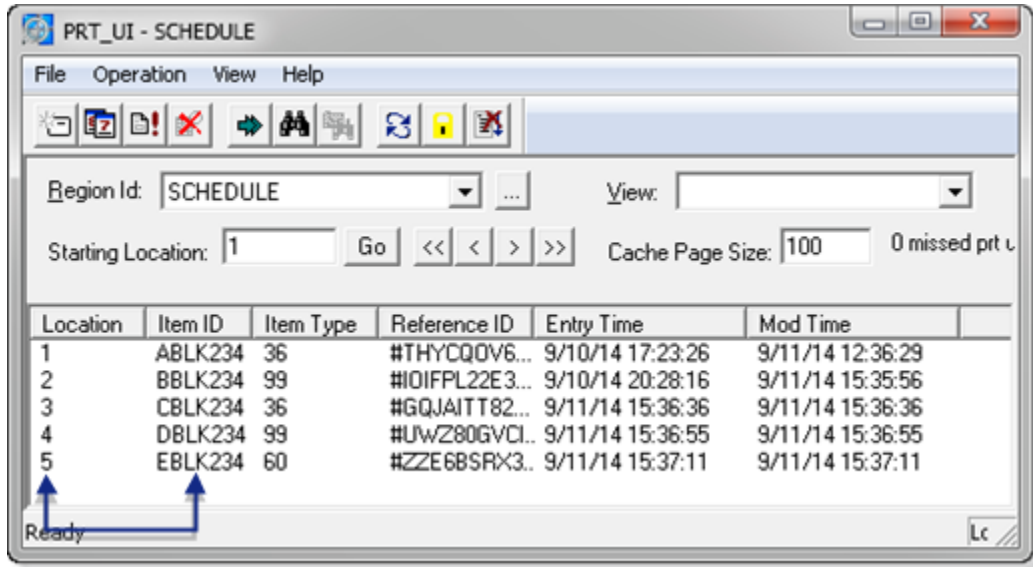 PRT_UI - SCHEDULE
File Operation View Help
Region Id: SCHEDULE ... View:
Starting Location: 1 Go << < > >> Cache Page Size: 100 0 missed prt u
Location Item ID Item Type Reference ID Entry Time Mod Time
1 ABLK234 36 #THYCQOV6... 9/10/14 17:23:26 9/11/14 12:36:29
2 BBLK234 99 #IOIFPL22E3... 9/10/14 20:28:16 9/11/14 15:35:56
3 CBLK234 36 #GQJAITT82... 9/11/14 15:36:36 9/11/14 15:36:36
4 DBLK234 99 #UWZ80GVCI.. 9/11/14 15:36:55 9/11/14 15:36:55
5 EBLK234 60 #ZZE6BSRX3.. 9/11/14 15:37:11 9/11/14 15:37:11
Ready Lc